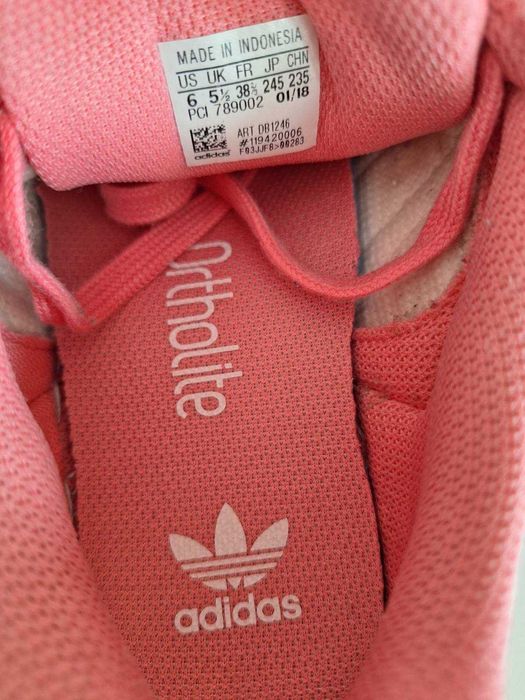 MADE IN INDONESIA
US UK FR JP CHN
6 5½ 38⅔ 245 235
PCI 789002 01/18
ART DB1246
#119420006
adidas F03JJF8>00283
Ortholite
adidas